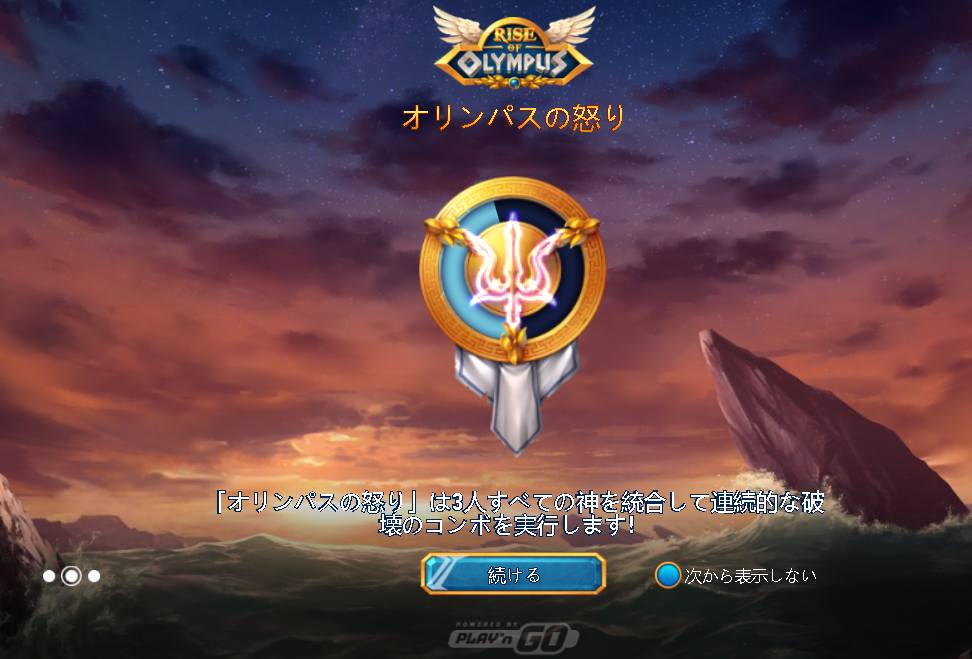 RISE
OF
OLYMPUS
オリンパスの怒り
「オリンパスの怒り」は3人すべての神を統合して連続的な破
壊のコンボを実行します!
続ける
次から表示しない
POWERED BY
PLAY'n GO